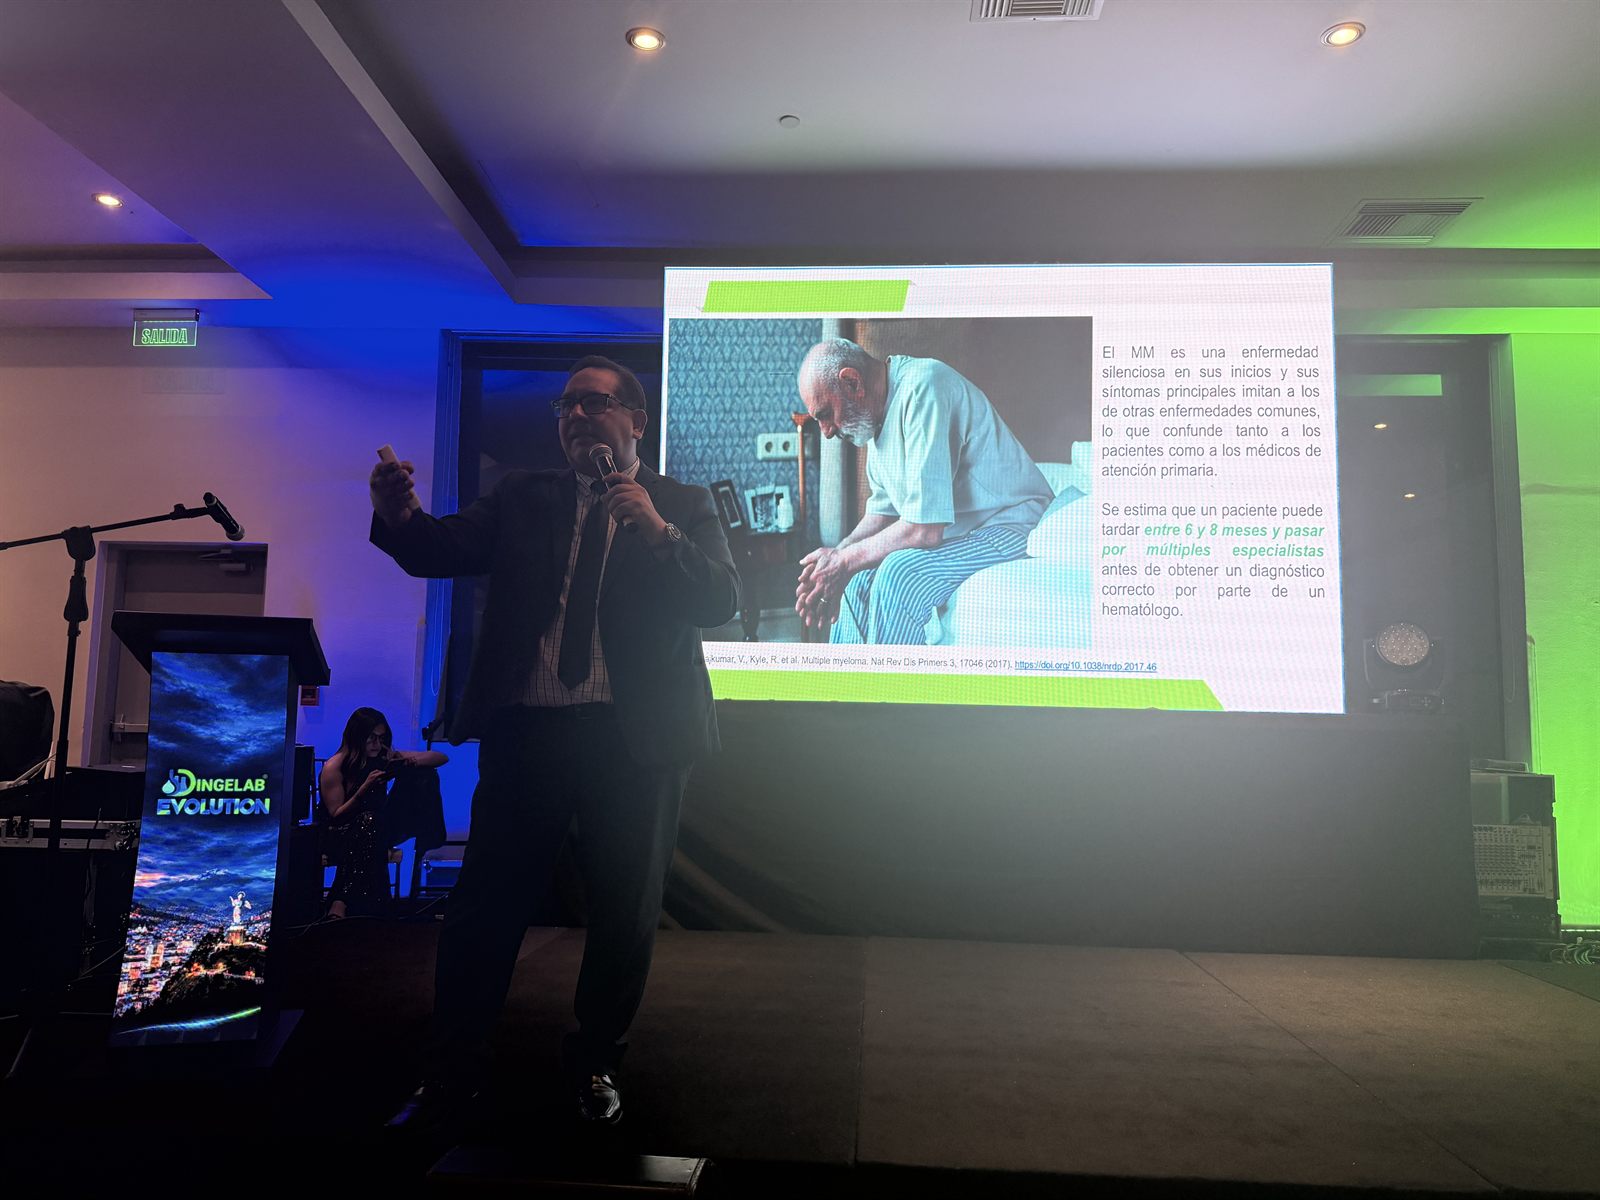 SALIDA
El MM es una enfermedad
silenciosa en sus inicios y sus
síntomas principales imitan a los
de otras enfermedades comunes,
lo que confunde tanto a los
pacientes como a los médicos de
atención primaria.
Se estima que un paciente puede
tardar entre 6 y 8 meses y pasar
por múltiples especialistas
antes de obtener un diagnóstico
correcto por parte de un
hematólogo.
ajkumar, V., Kyle, R. et al. Multiple myeloma. Nat Rev Dis Primers 3, 17046 (2017). https://doi.org/10.1038/nrdp.2017.46
DINGELAB®
EVOLUTION